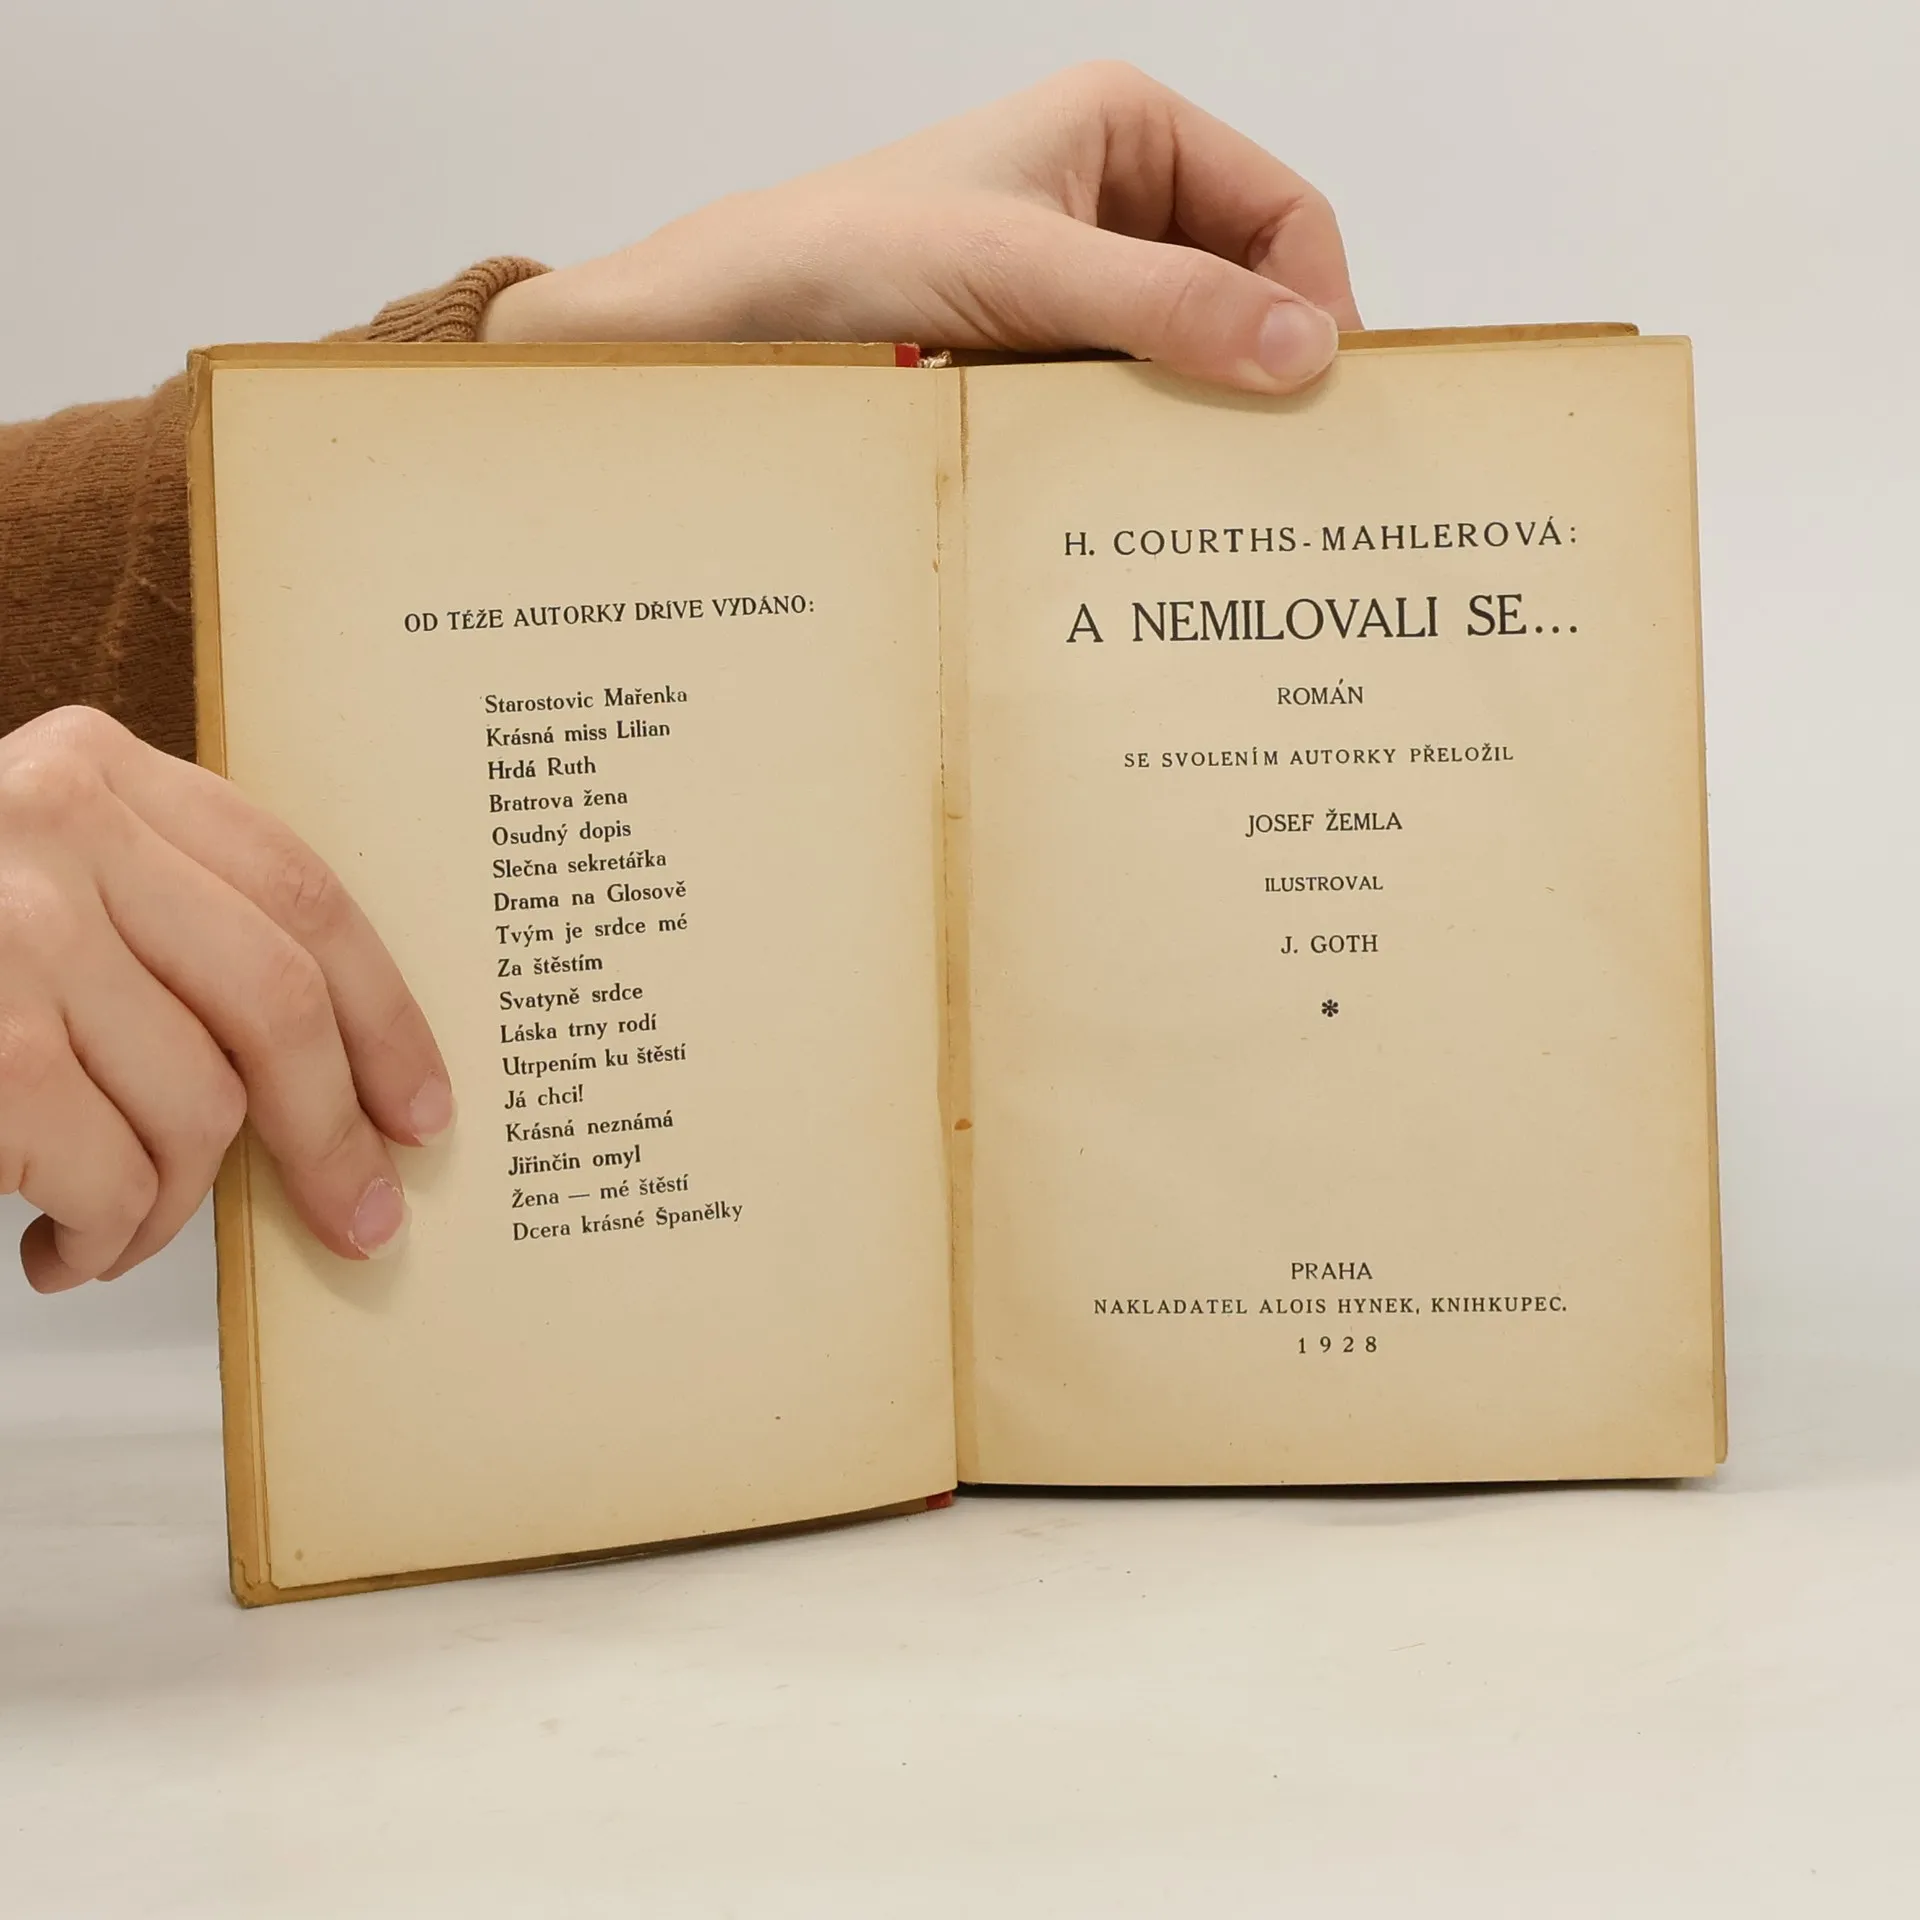 OD TÉŽE AUTORKY DŘÍVE VYDÁNO:
Starostovic Mařenka
Krásná miss Lilian
Hrdá Ruth
Bratrova žena
Osudný dopis
Slečna sekretářka
Drama na Glosově
Tvým je srdce mé
Za štěstím
Svatyně srdce
Láska trny rodí
Utrpením ku štěstí
Já chci!
Krásná neznámá
Jiřinčin omyl
Žena — mé štěstí
Dcera krásné Španělky
H. COURTHS-MAHLEROVÁ:
A NEMILOVALI SE...
ROMÁN
SE SVOLENÍM AUTORKY PŘELOŽIL
JOSEF ŽEMLA
ILUSTROVAL
J. GOTH
*
PRAHA
NAKLADATEL ALOIS HYNEK, KNIHKUPEC.
1928